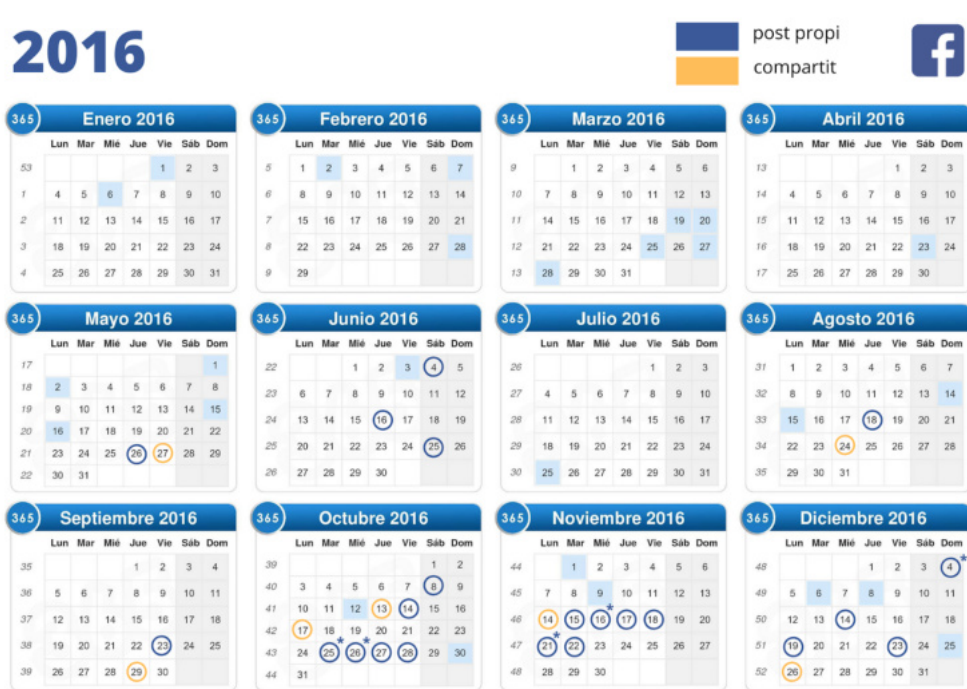 2016
post propi
compartit
f
365 Enero 2016
Lun Mar Mié Jue Vie Sáb Dom
53 1 2 3
1 4 5 6 7 8 9 10
2 11 12 13 14 15 16 17
3 18 19 20 21 22 23 24
4 25 26 27 28 29 30 31
365 Febrero 2016
Lun Mar Mié Jue Vie Sáb Dom
5 1 2 3 4 5 6 7
6 8 9 10 11 12 13 14
7 15 16 17 18 19 20 21
8 22 23 24 25 26 27 28
9 29
365 Marzo 2016
Lun Mar Mié Jue Vie Sáb Dom
9 1 2 3 4 5 6
10 7 8 9 10 11 12 13
11 14 15 16 17 18 19 20
12 21 22 23 24 25 26 27
13 28 29 30 31
365 Abril 2016
Lun Mar Mié Jue Vie Sáb Dom
13 1 2 3
14 4 5 6 7 8 9 10
15 11 12 13 14 15 16 17
16 18 19 20 21 22 23 24
17 25 26 27 28 29 30
365 Mayo 2016
Lun Mar Mié Jue Vie Sáb Dom
17 1
18 2 3 4 5 6 7 8
19 9 10 11 12 13 14 15
20 16 17 18 19 20 21 22
21 23 24 25 26 27 28 29
22 30 31
365 Junio 2016
Lun Mar Mié Jue Vie Sáb Dom
22 1 2 3 4 5
23 6 7 8 9 10 11 12
24 13 14 15 16 17 18 19
25 20 21 22 23 24 25 26
26 27 28 29 30
365 Julio 2016
Lun Mar Mié Jue Vie Sáb Dom
26 1 2 3
27 4 5 6 7 8 9 10
28 11 12 13 14 15 16 17
29 18 19 20 21 22 23 24
30 25 26 27 28 29 30 31
365 Agosto 2016
Lun Mar Mié Jue Vie Sáb Dom
31 1 2 3 4 5 6 7
32 8 9 10 11 12 13 14
33 15 16 17 18 19 20 21
34 22 23 24 25 26 27 28
35 29 30 31
365 Septiembre 2016
Lun Mar Mié Jue Vie Sáb Dom
35 1 2 3 4
36 5 6 7 8 9 10 11
37 12 13 14 15 16 17 18
38 19 20 21 22 23 24 25
39 26 27 28 29 30
365 Octubre 2016
Lun Mar Mié Jue Vie Sáb Dom
39 1 2
40 3 4 5 6 7 8 9
41 10 11 12 13 14 15 16
42 17 18 19 20 21 22 23
43 24 25* 26* 27 28 29 30
44 31
365 Noviembre 2016
Lun Mar Mié Jue Vie Sáb Dom
44 1 2 3 4 5 6
45 7 8 9 10 11 12 13
46 14 15 16* 17 18 19 20
47 21* 22 23 24 25 26 27
48 28 29 30
365 Diciembre 2016
Lun Mar Mié Jue Vie Sáb Dom
48 1 2 3 4*
49 5 6 7 8 9 10 11
50 12 13 14 15 16 17 18
51 19 20 21 22 23 24 25
52 26 27 28 29 30 31